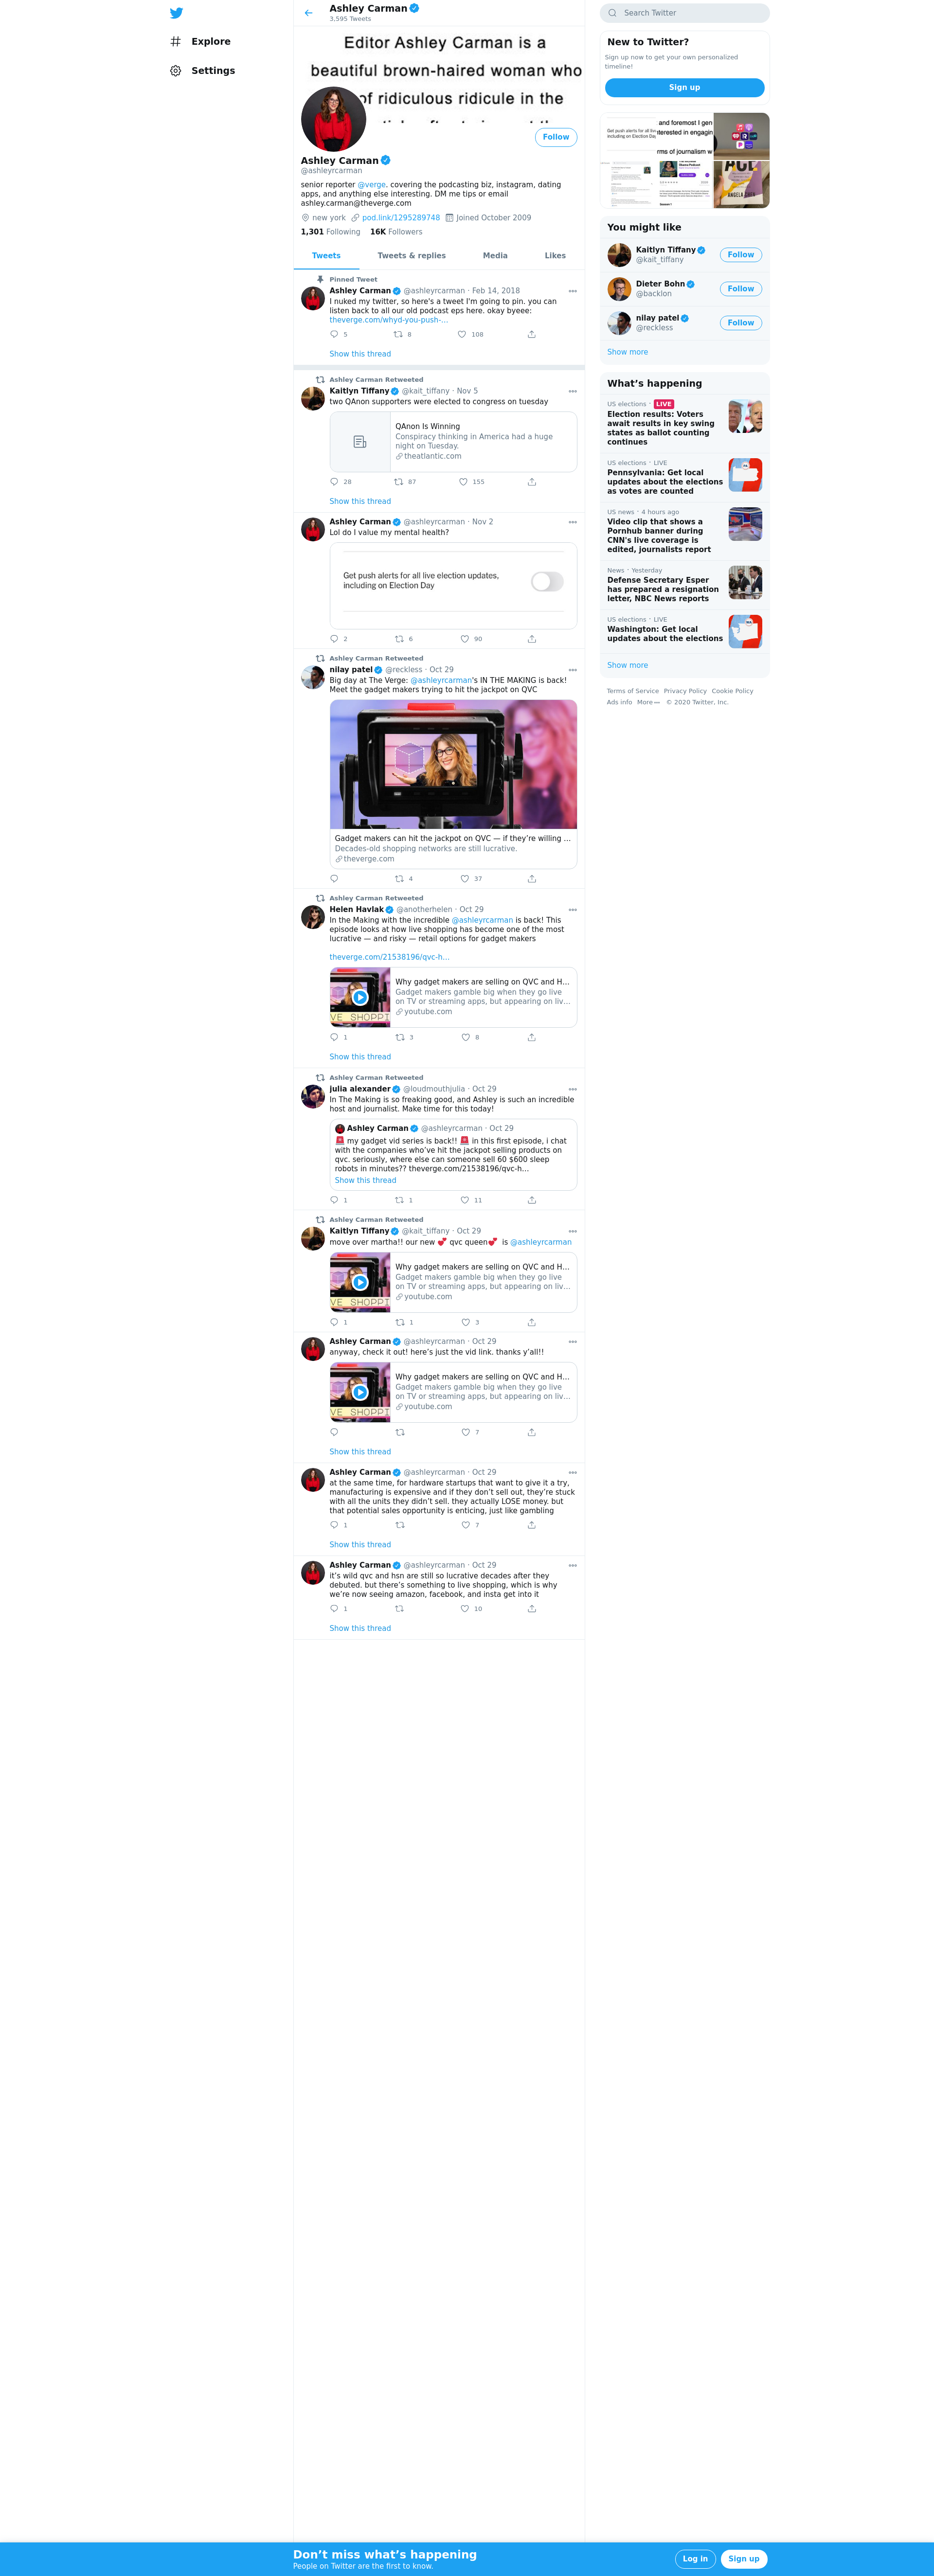 Explore
Settings
Ashley Carman
3,595 Tweets
Editor Ashley Carman is a
beautiful brown-haired woman who
of ridiculous ridicule in the
Follow
Ashley Carman
@ashleyrcarman
senior reporter @verge. covering the podcasting biz, instagram, dating
apps, and anything else interesting. DM me tips or email
ashley.carman@theverge.com
new york pod.link/1295289748 Joined October 2009
1,301 Following 16K Followers
Tweets Tweets & replies Media Likes
Pinned Tweet
Ashley Carman @ashleyrcarman · Feb 14, 2018
I nuked my twitter, so here's a tweet I'm going to pin. you can
listen back to all our old podcast eps here. okay byeee:
theverge.com/whyd-you-push-…
5 8 108
Show this thread
Ashley Carman Retweeted
Kaitlyn Tiffany @kait_tiffany · Nov 5
two QAnon supporters were elected to congress on tuesday
QAnon Is Winning
Conspiracy thinking in America had a huge
night on Tuesday.
theatlantic.com
28 87 155
Show this thread
Ashley Carman @ashleyrcarman · Nov 2
Lol do I value my mental health?
Get push alerts for all live election updates,
including on Election Day
2 6 90
Ashley Carman Retweeted
nilay patel @reckless · Oct 29
Big day at The Verge: @ashleyrcarman's IN THE MAKING is back!
Meet the gadget makers trying to hit the jackpot on QVC
Gadget makers can hit the jackpot on QVC — if they're willing …
Decades-old shopping networks are still lucrative.
theverge.com
4 37
Ashley Carman Retweeted
Helen Havlak @anotherhelen · Oct 29
In the Making with the incredible @ashleyrcarman is back! This
episode looks at how live shopping has become one of the most
lucrative — and risky — retail options for gadget makers
theverge.com/21538196/qvc-h…
Why gadget makers are selling on QVC and H…
Gadget makers gamble big when they go live
on TV or streaming apps, but appearing on liv…
youtube.com
VE SHOPPI
1 3 8
Show this thread
Ashley Carman Retweeted
julia alexander @loudmouthjulia · Oct 29
In The Making is so freaking good, and Ashley is such an incredible
host and journalist. Make time for this today!
Ashley Carman @ashleyrcarman · Oct 29
🚨 my gadget vid series is back!! 🚨 in this first episode, i chat
with the companies who've hit the jackpot selling products on
qvc. seriously, where else can someone sell 60 $600 sleep
robots in minutes?? theverge.com/21538196/qvc-h…
Show this thread
1 1 11
Ashley Carman Retweeted
Kaitlyn Tiffany @kait_tiffany · Oct 29
move over martha!! our new 💞 qvc queen💞 is @ashleyrcarman
Why gadget makers are selling on QVC and H…
Gadget makers gamble big when they go live
on TV or streaming apps, but appearing on liv…
youtube.com
VE SHOPPI
1 1 3
Ashley Carman @ashleyrcarman · Oct 29
anyway, check it out! here's just the vid link. thanks y'all!!
Why gadget makers are selling on QVC and H…
Gadget makers gamble big when they go live
on TV or streaming apps, but appearing on liv…
youtube.com
VE SHOPPI
7
Show this thread
Ashley Carman @ashleyrcarman · Oct 29
at the same time, for hardware startups that want to give it a try,
manufacturing is expensive and if they don't sell out, they're stuck
with all the units they didn't sell. they actually LOSE money. but
that potential sales opportunity is enticing, just like gambling
1 7
Show this thread
Ashley Carman @ashleyrcarman · Oct 29
it's wild qvc and hsn are still so lucrative decades after they
debuted. but there's something to live shopping, which is why
we're now seeing amazon, facebook, and insta get into it
1 10
Show this thread
Search Twitter
New to Twitter?
Sign up now to get your own personalized
timeline!
Sign up
Get push alerts for all live
including on Election Day
and foremost I gen
terested in engagin
rms of journalism w
ANGELA CHEN
You might like
Kaitlyn Tiffany
@kait_tiffany
Follow
Dieter Bohn
@backlon
Follow
nilay patel
@reckless
Follow
Show more
What's happening
US elections · LIVE
Election results: Voters
await results in key swing
states as ballot counting
continues
US elections · LIVE
Pennsylvania: Get local
updates about the elections
as votes are counted
US news · 4 hours ago
Video clip that shows a
Pornhub banner during
CNN's live coverage is
edited, journalists report
News · Yesterday
Defense Secretary Esper
has prepared a resignation
letter, NBC News reports
US elections · LIVE
Washington: Get local
updates about the elections
Show more
Terms of Service Privacy Policy Cookie Policy
Ads info More © 2020 Twitter, Inc.
Don't miss what's happening
People on Twitter are the first to know.
Log in
Sign up